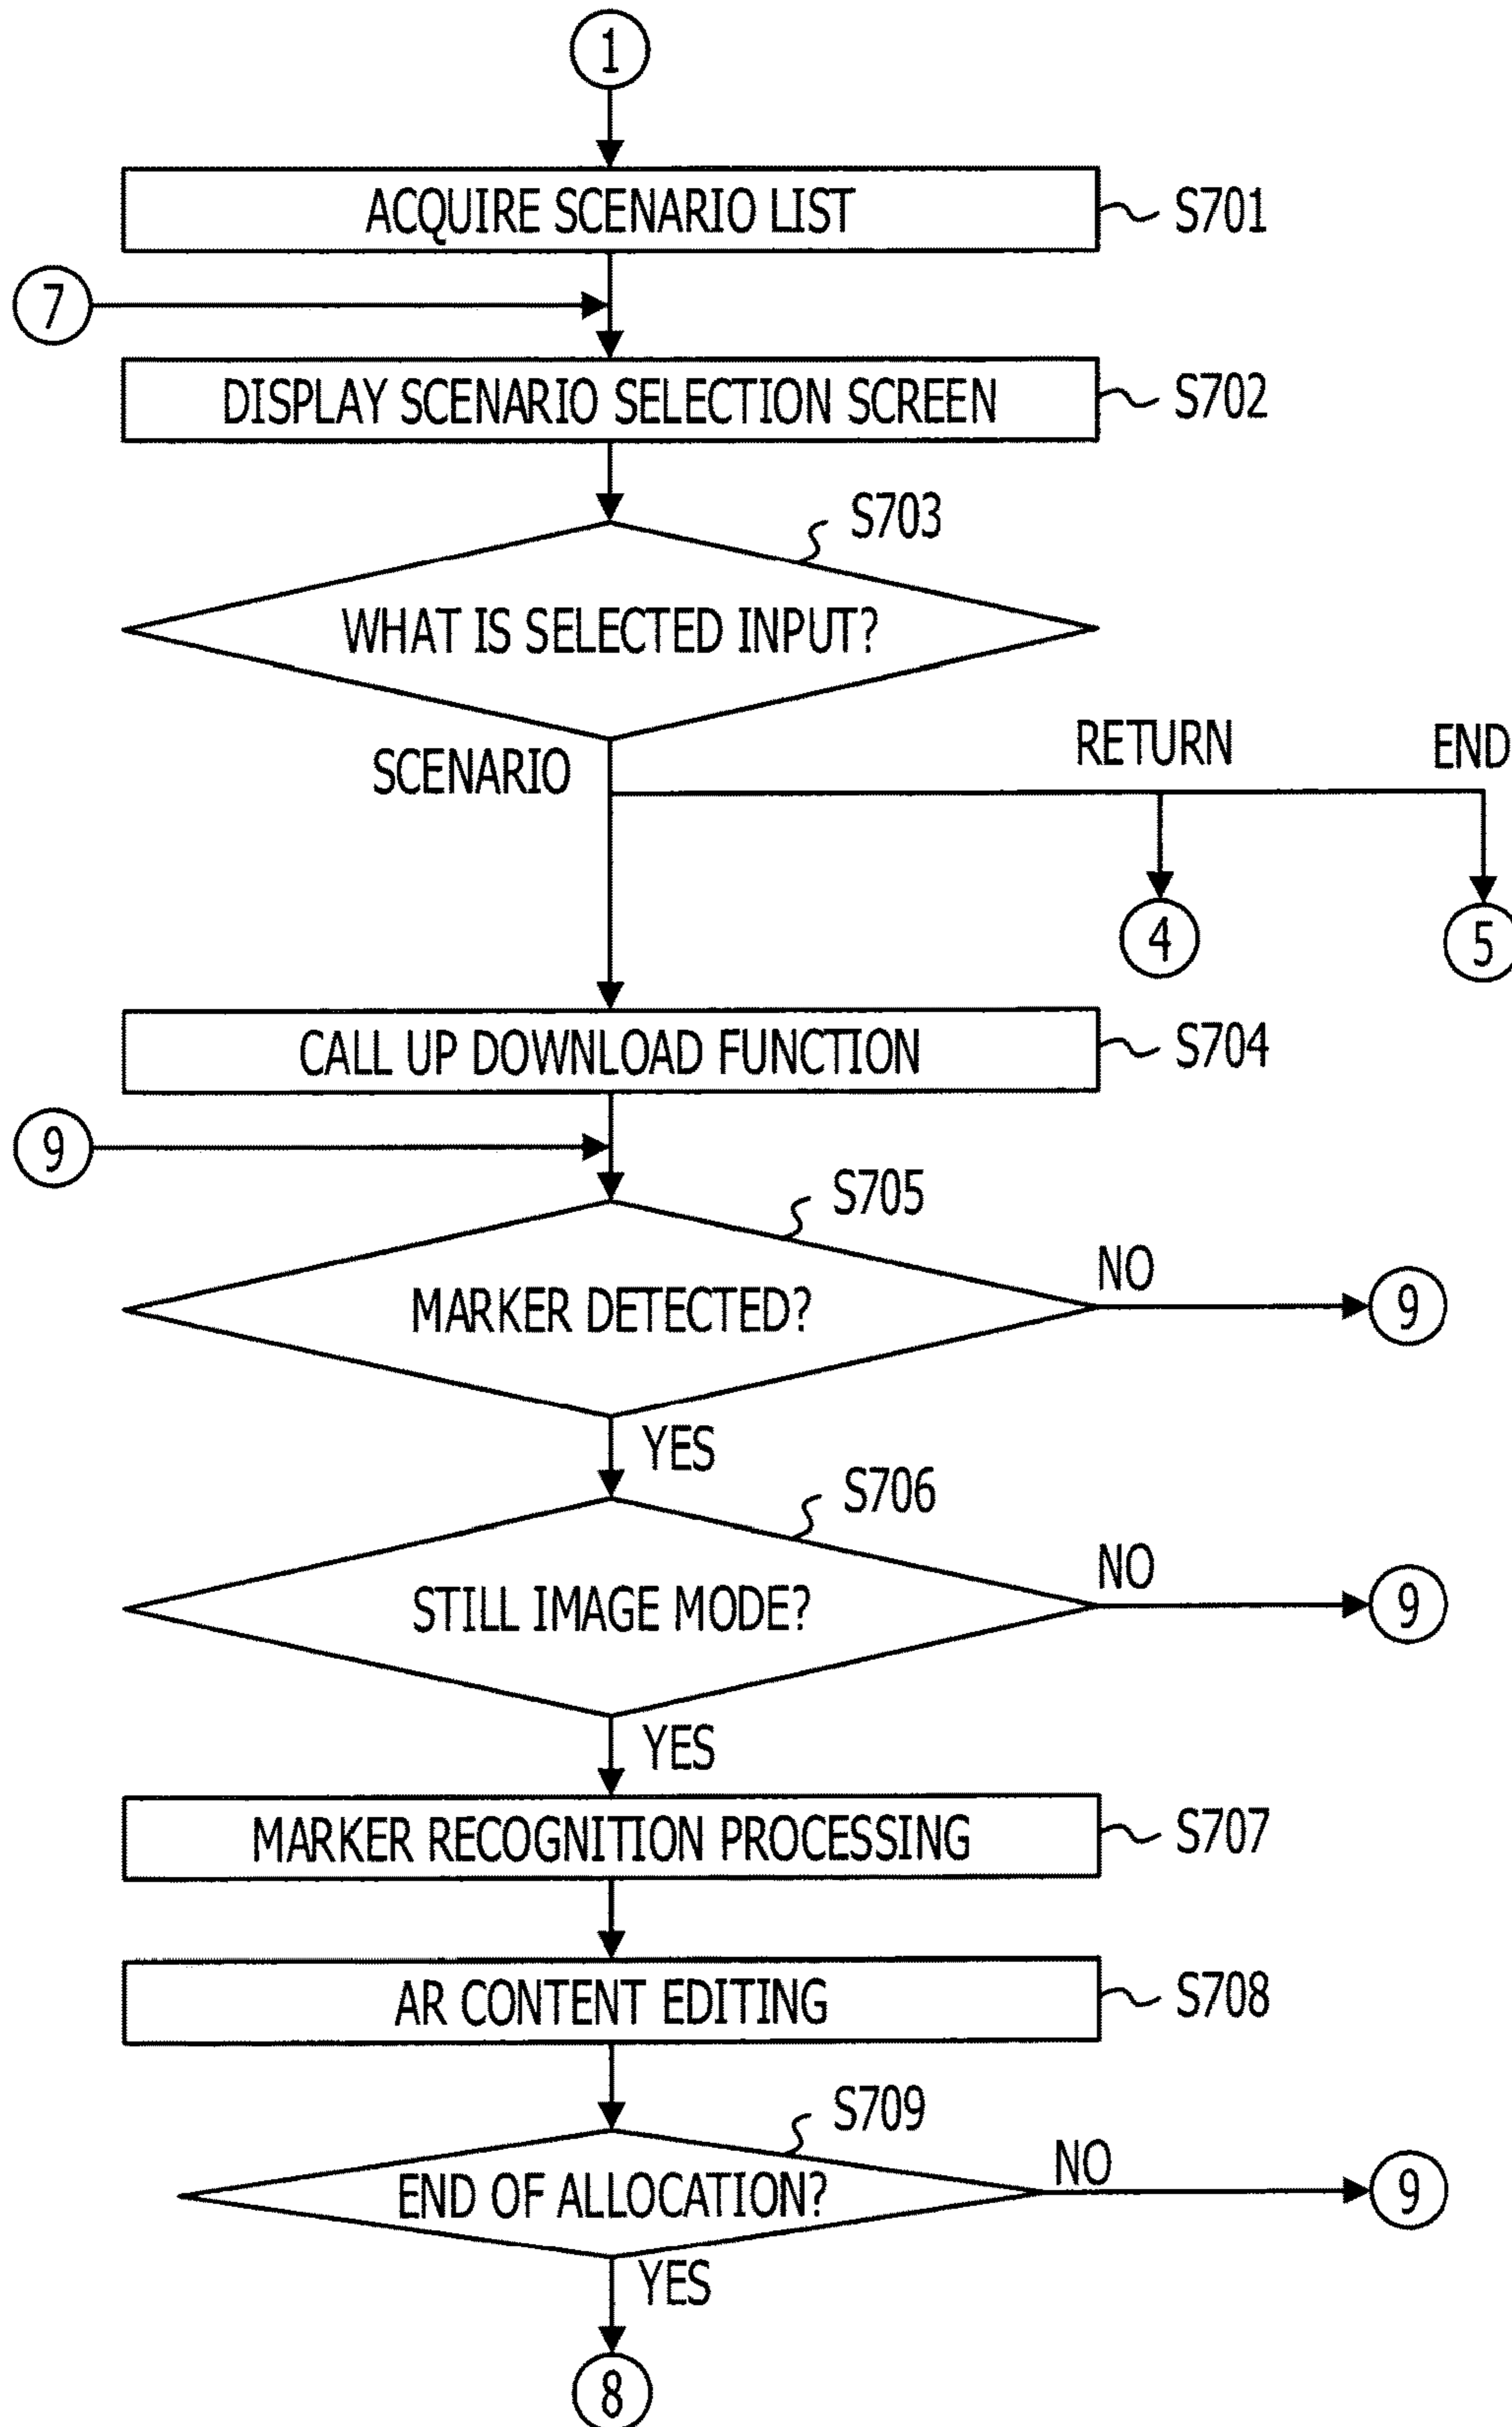 1
ACQUIRE SCENARIO LIST
S701
7
DISPLAY SCENARIO SELECTION SCREEN
S702
S703
WHAT IS SELECTED INPUT?
SCENARIO
RETURN
END
4
5
CALL UP DOWNLOAD FUNCTION
S704
9
S705
MARKER DETECTED?
NO
9
YES
S706
STILL IMAGE MODE?
NO
9
YES
MARKER RECOGNITION PROCESSING
S707
AR CONTENT EDITING
S708
S709
END OF ALLOCATION?
NO
9
YES
8